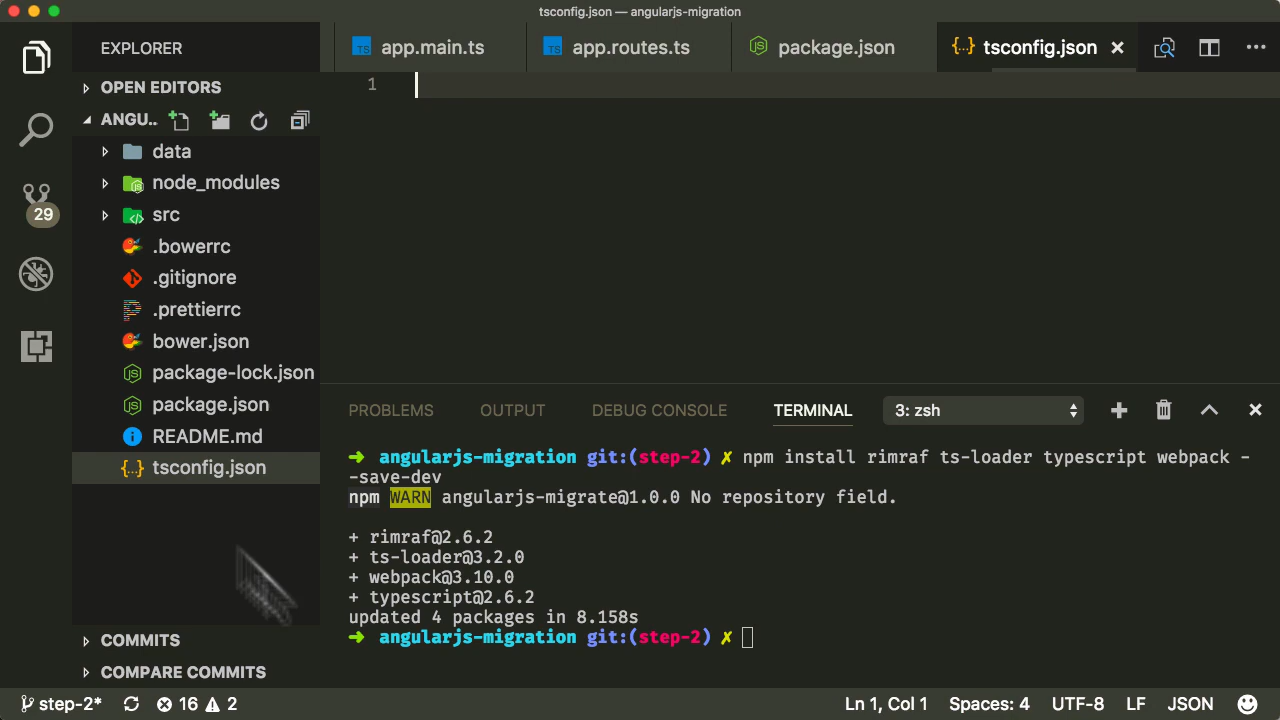 tsconfig.json — angularjs-migration
EXPLORER
app.main.ts
app.routes.ts
package.json
tsconfig.json
OPEN EDITORS
ANGU..
data
node_modules
src
.bowerrc
.gitignore
.prettierrc
bower.json
package-lock.json
package.json
README.md
tsconfig.json
COMMITS
COMPARE COMMITS
29
1
PROBLEMS
OUTPUT
DEBUG CONSOLE
TERMINAL
3: zsh
➜ angularjs-migration git:(step-2) ✗ npm install rimraf ts-loader typescript webpack -
-save-dev
npm WARN angularjs-migrate@1.0.0 No repository field.
+ rimraf@2.6.2
+ ts-loader@3.2.0
+ webpack@3.10.0
+ typescript@2.6.2
updated 4 packages in 8.158s
➜ angularjs-migration git:(step-2) ✗
step-2*
16
2
Ln 1, Col 1
Spaces: 4
UTF-8
LF
JSON